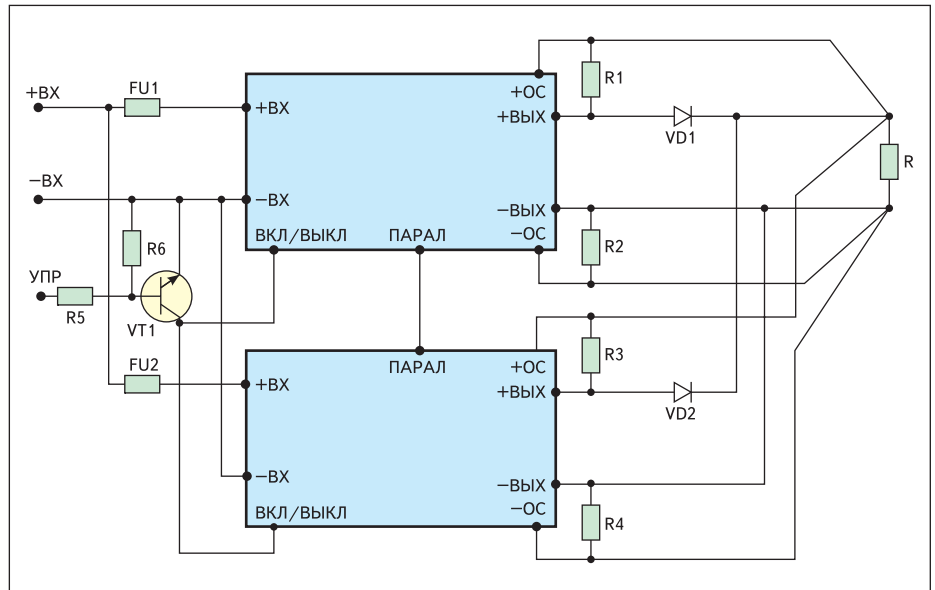 +ВХ
FU1
+ВХ
+ОС
+ВЫХ
R1
VD1
R
−ВХ
−ВХ
−ВЫХ
−ОС
ВКЛ/ВЫКЛ
ПАРАЛ
R2
R6
УПР
R5
VT1
FU2
+ВХ
ПАРАЛ
+ОС
+ВЫХ
R3
VD2
−ВХ
−ВЫХ
−ОС
ВКЛ/ВЫКЛ
R4